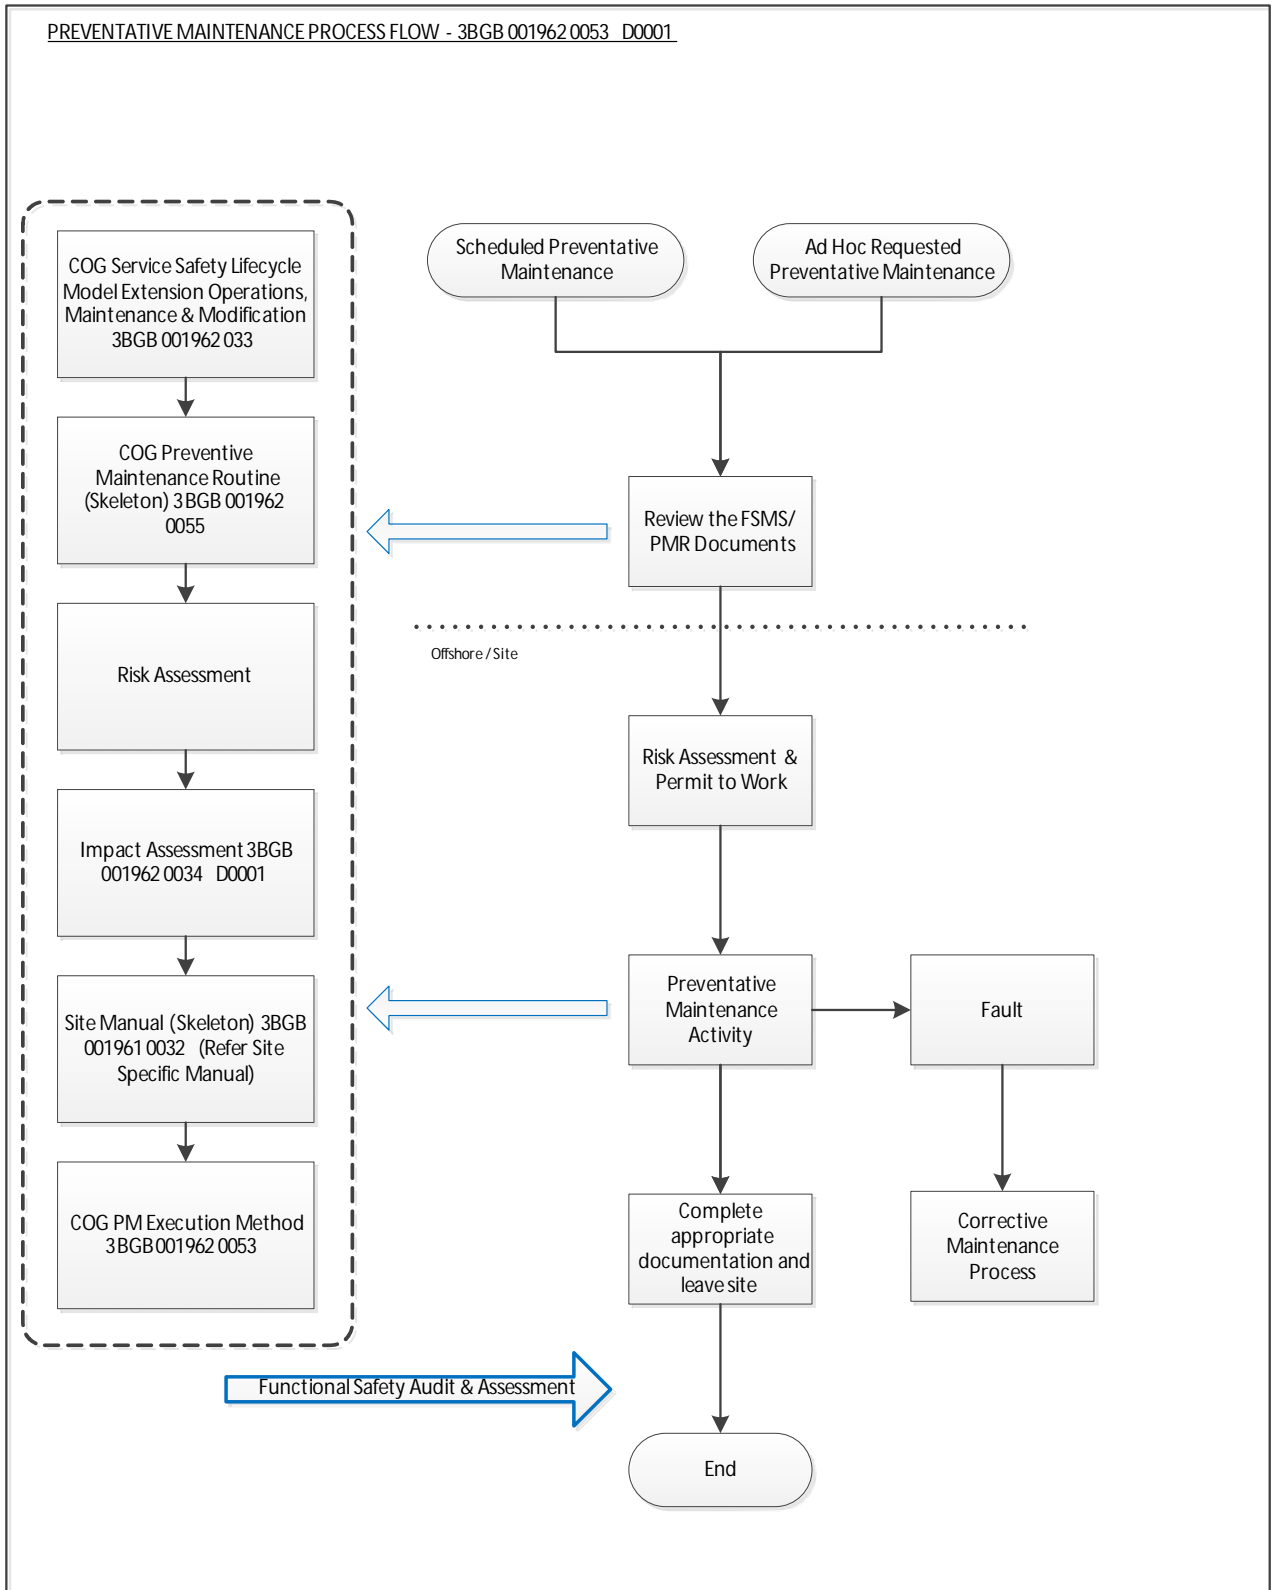 PREVENTATIVE MAINTENANCE PROCESS FLOW - 3BGB 001962 0053 D0001
COG Service Safety Lifecycle
Model Extension Operations,
Maintenance & Modification
3BGB 001962 033
COG Preventive
Maintenance Routine
(Skeleton) 3BGB 001962
0055
Risk Assessment
Impact Assessment 3BGB
001962 0034 D0001
Site Manual (Skeleton) 3BGB
001961 0032 (Refer Site
Specific Manual)
COG PM Execution Method
3BGB001962 0053
Scheduled Preventative
Maintenance
Ad Hoc Requested
Preventative Maintenance
Review the FSMS/
PMR Documents
Offshore / Site
Risk Assessment &
Permit to Work
Preventative
Maintenance
Activity
Fault
Complete
appropriate
documentation and
leave site
Corrective
Maintenance
Process
Functional Safety Audit & Assessment
End